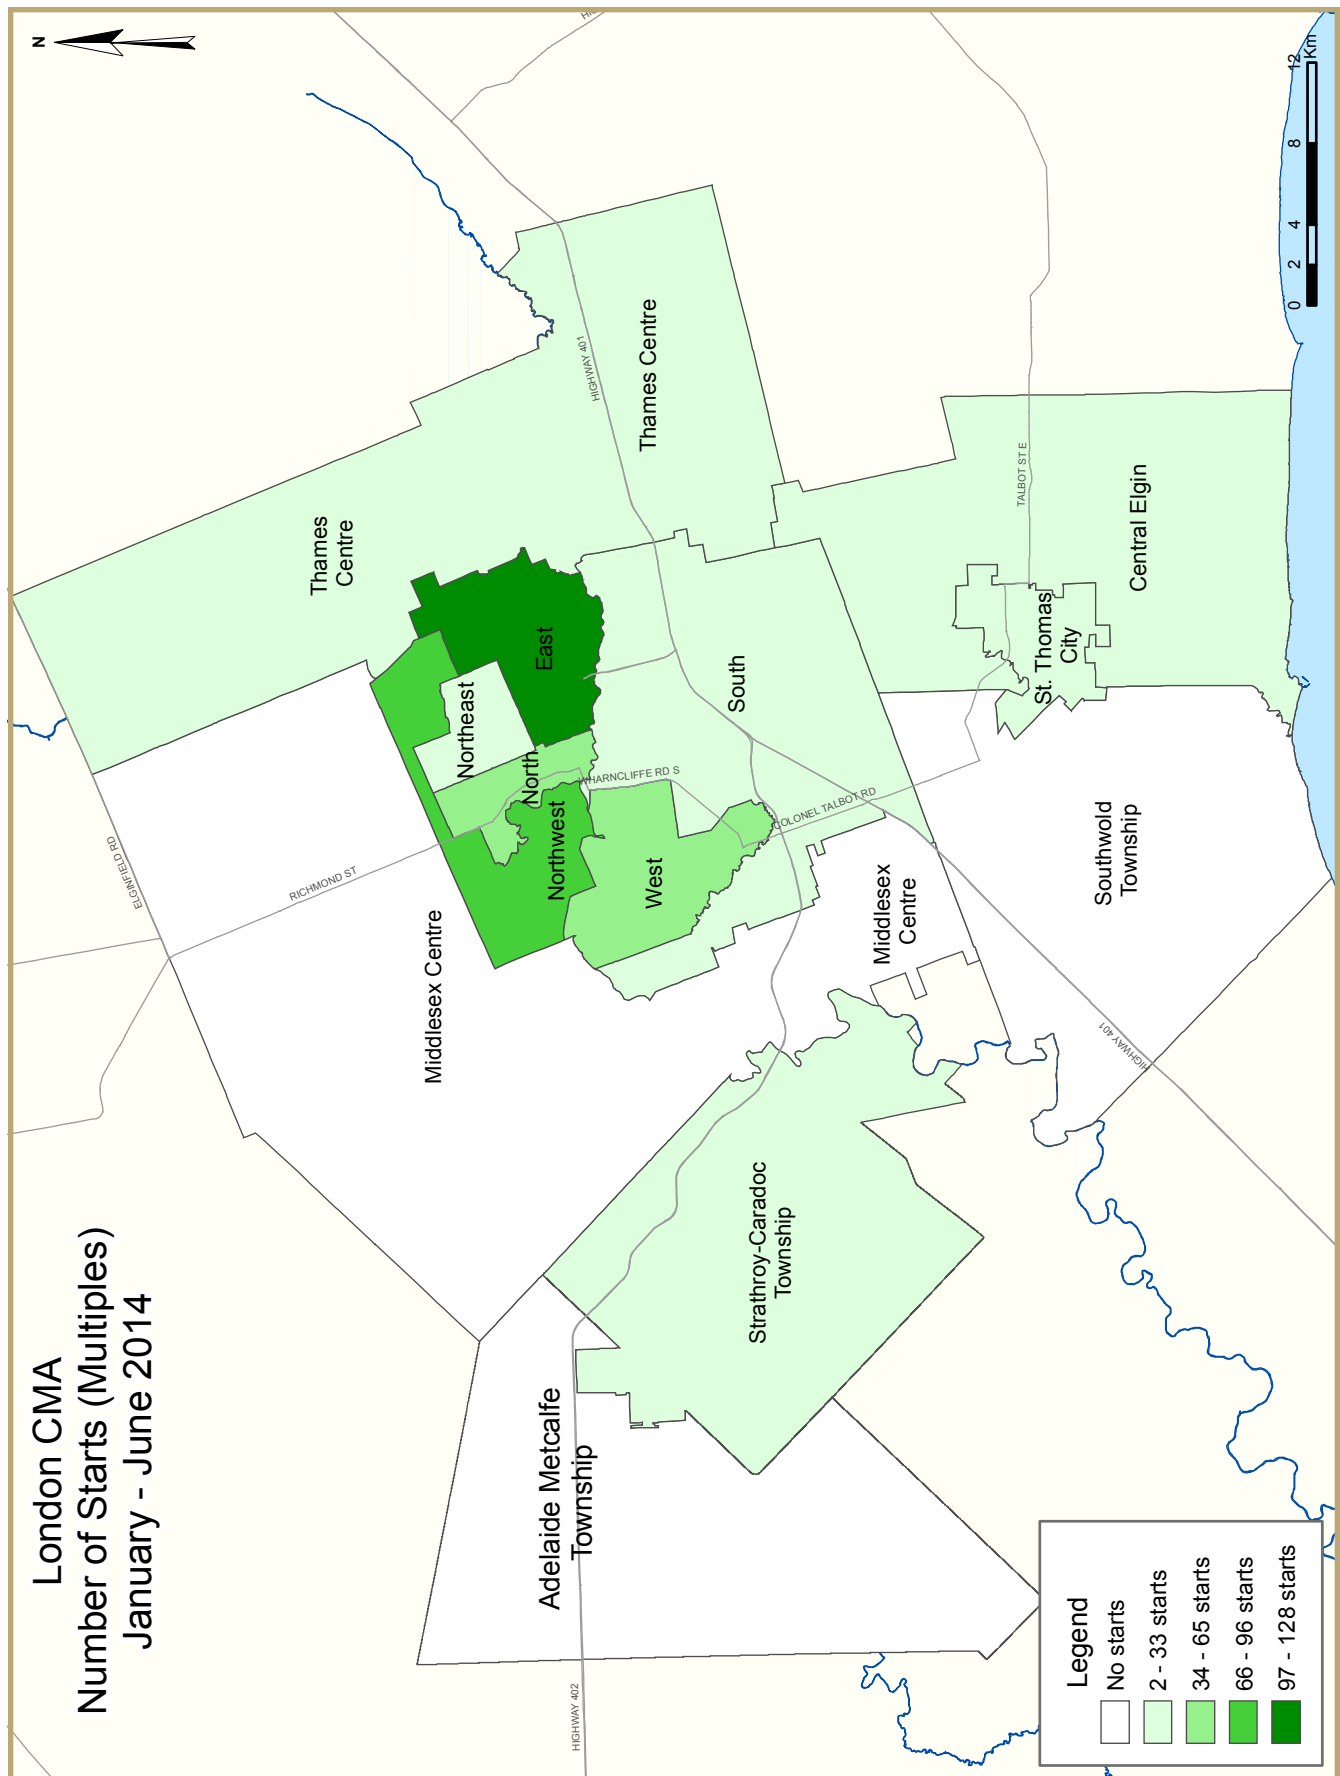 London CMA
Number of Starts (Multiples)
January - June 2014
N
ELGINFIELD RD
RICHMOND ST
Thames
Centre
HIGHWAY 401
Thames Centre
Middlesex Centre
Northeast
North
East
Northwest
West
South
WHARNCLIFFE RD S
COLONEL TALBOT RD
Middlesex
Centre
TALBOT ST E
Central Elgin
St. Thomas
City
Southwold
Township
HIGHWAY 401
Strathroy-Caradoc
Township
Adelaide Metcalfe
Township
HIGHWAY 402
Legend
No starts
2 - 33 starts
34 - 65 starts
66 - 96 starts
97 - 128 starts
0 2 4 8 12
Km